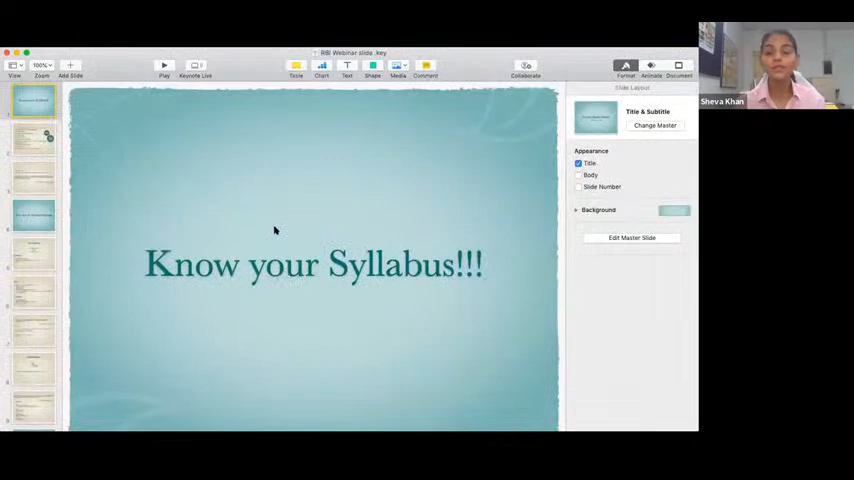 RBI Webinar slide .key
View
100%
Zoom
Add Slide
Play
Keynote Live
Table
Chart
Text
Shape
Media
Comment
Collaborate
Format
Animate
Document
Sheva Khan
Slide Layout
Title & Subtitle
Change Master
Appearance
Title
Body
Slide Number
Background
Edit Master Slide
Know your Syllabus!!!